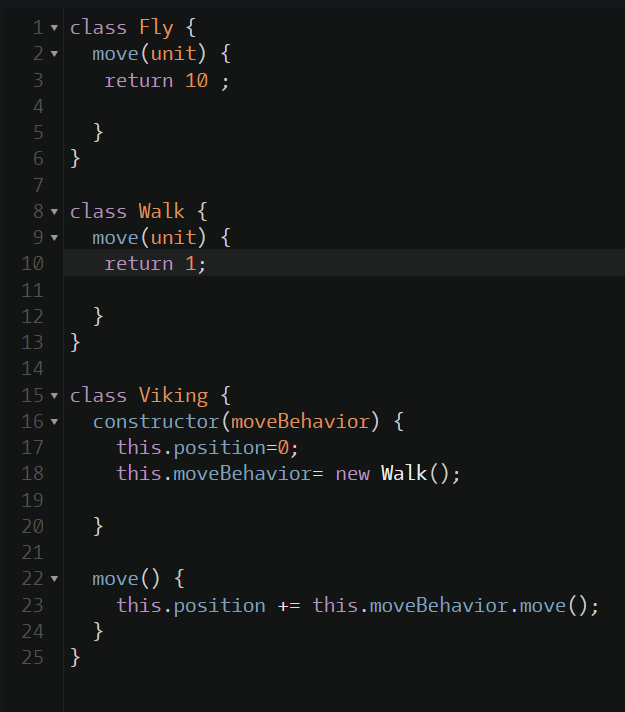 1 class Fly {
2 move(unit) {
3 return 10 ;
4
5 }
6 }
7
8 class Walk {
9 move(unit) {
10 return 1;
11
12 }
13 }
14
15 class Viking {
16 constructor(moveBehavior) {
17 this.position=0;
18 this.moveBehavior= new Walk();
19
20 }
21
22 move() {
23 this.position += this.moveBehavior.move();
24 }
25 }